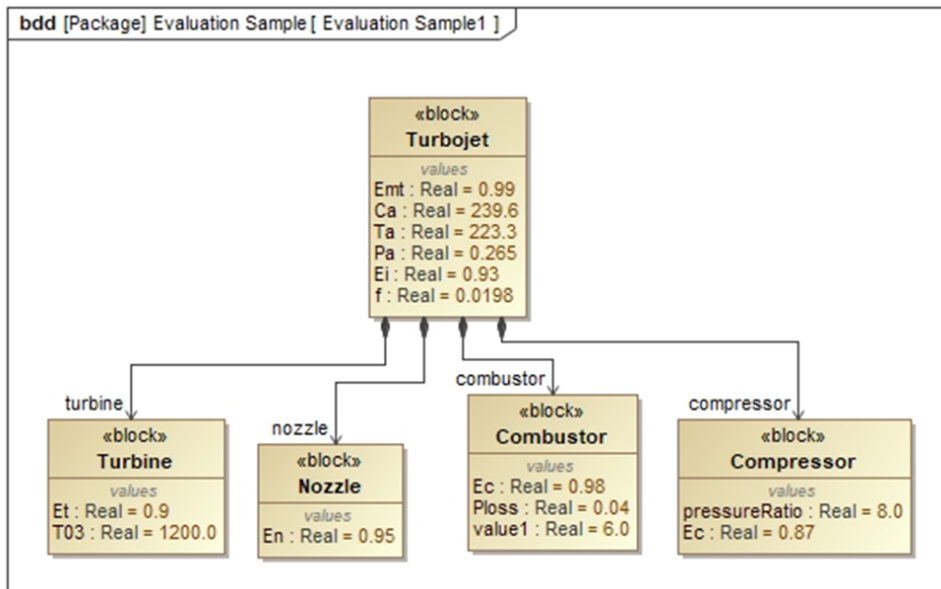 bdd [Package] Evaluation Sample [ Evaluation Sample1 ]
«block»
Turbojet
values
Emt : Real = 0.99
Ca : Real = 239.6
Ta : Real = 223.3
Pa : Real = 0.265
Ei : Real = 0.93
f : Real = 0.0198
turbine
«block»
Turbine
values
Et : Real = 0.9
T03 : Real = 1200.0
nozzle
«block»
Nozzle
values
En : Real = 0.95
combustor
«block»
Combustor
values
Ec : Real = 0.98
Ploss : Real = 0.04
value1 : Real = 6.0
compressor
«block»
Compressor
values
pressureRatio : Real = 8.0
Ec : Real = 0.87